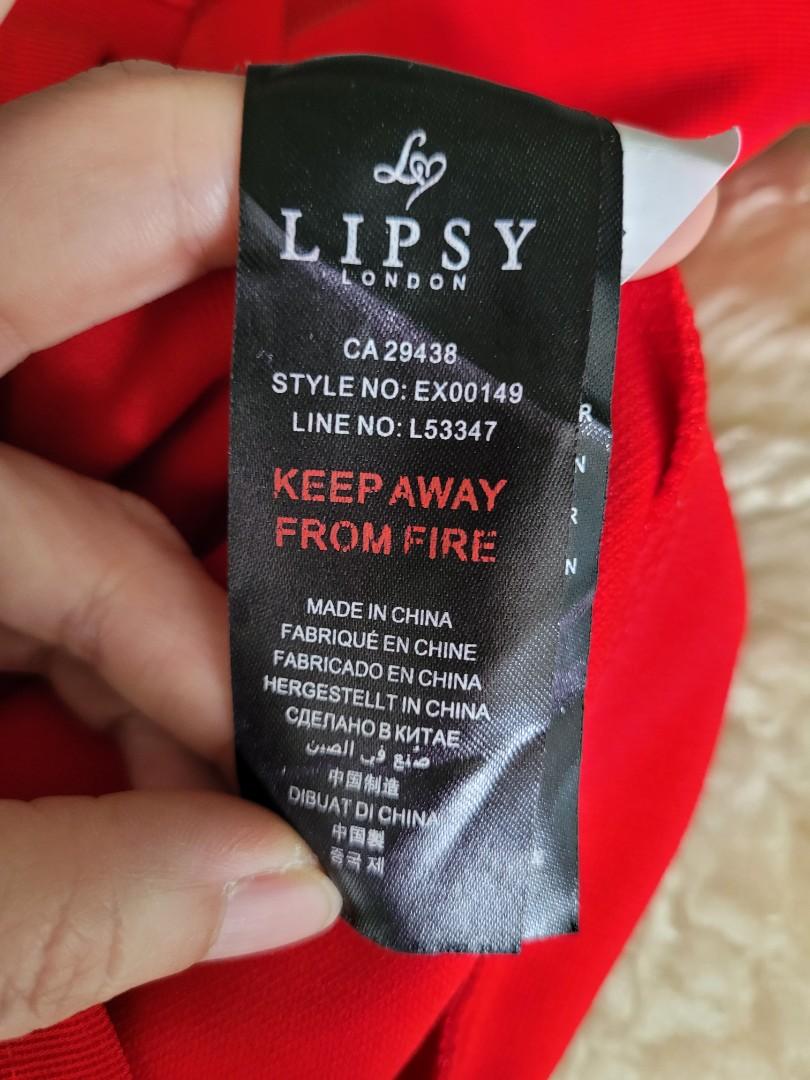 LIPSY
LONDON
CA 29438
STYLE NO: EX00149
LINE NO: L53347
KEEP AWAY
FROM FIRE
MADE IN CHINA
FABRIQUÉ EN CHINE
FABRICADO EN CHINA
HERGESTELLT IN CHINA
СДЕЛАНО В КИТАЕ
صُنع في الصين
中国制造
DIBUAT DI CHINA
中国製
중국 제
R
N
R
N